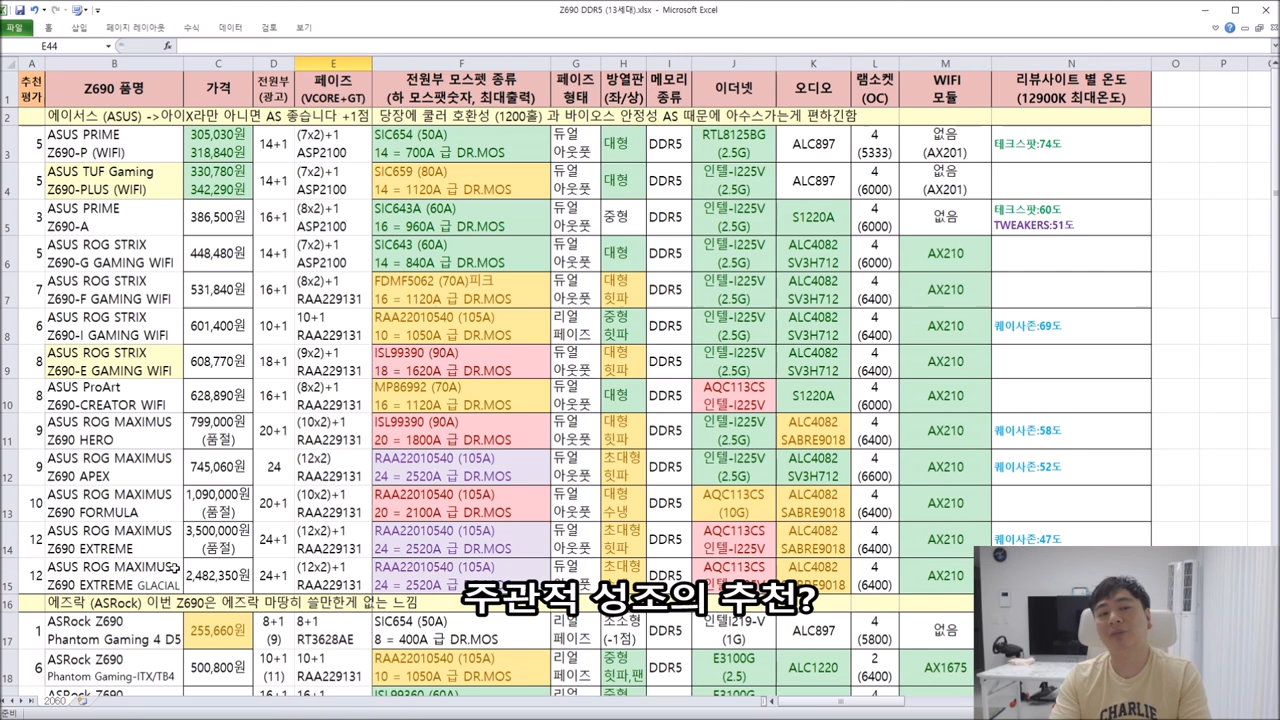 Z690 DDR5 (13세대).xlsx - Microsoft Excel
파일 홈 삽입 페이지 레이아웃 수식 데이터 검토 보기
E44 fx
A B C D E F G H I J K L M N O P Q
1 추천 평가 Z690 품명 가격 전원부 (광고) 페이즈 (VCORE+GT) 전원부 모스펫 종류 (하 모스팻숫자, 최대출력) 페이즈 형태 방열판 (좌/상) 메모리 종류 이더넷 오디오 램소켓 (OC) WIFI 모듈 리뷰사이트 별 온도 (12900K 최대온도)
2 에이서스 (ASUS) ->아이X라만 아니면 AS 좋습니다 +1점 당장에 쿨러 호환성 (1200홀) 과 바이오스 안정성 AS 때문에 아수스가는게 편하긴함
3 5 ASUS PRIME Z690-P (WIFI) 305,030원 318,840원 14+1 (7x2)+1 ASP2100 SIC654 (50A) 14 = 700A 급 DR.MOS 듀얼 아웃풋 대형 DDR5 RTL8125BG (2.5G) ALC897 4 (5333) 없음 (AX201) 테크스팟:74도
4 5 ASUS TUF Gaming Z690-PLUS (WIFI) 330,780원 342,290원 14+1 (7x2)+1 ASP2100 SIC659 (80A) 14 = 1120A 급 DR.MOS 듀얼 아웃풋 대형 DDR5 인텔-I225V (2.5G) ALC897 4 (6000) 없음 (AX201)
5 3 ASUS PRIME Z690-A 386,500원 16+1 (8x2)+1 ASP2100 SIC643A (60A) 16 = 960A 급 DR.MOS 듀얼 아웃풋 중형 DDR5 인텔-I225V (2.5G) S1220A 4 (6000) 없음 테크스팟:60도 TWEAKERS:51도
6 5 ASUS ROG STRIX Z690-G GAMING WIFI 448,480원 14+1 (7x2)+1 ASP2100 SIC643 (60A) 14 = 840A 급 DR.MOS 듀얼 아웃풋 대형 DDR5 인텔-I225V (2.5G) ALC4082 SV3H712 4 (6000) AX210
7 7 ASUS ROG STRIX Z690-F GAMING WIFI 531,840원 16+1 (8x2)+1 RAA229131 FDMF5062 (70A)피크 16 = 1120A 급 DR.MOS 듀얼 아웃풋 대형 힛파 DDR5 인텔-I225V (2.5G) ALC4082 SV3H712 4 (6400) AX210
8 6 ASUS ROG STRIX Z690-I GAMING WIFI 601,400원 10+1 10+1 RAA229131 RAA22010540 (105A) 10 = 1050A 급 DR.MOS 리얼 페이즈 중형 힛파 DDR5 인텔-I225V (2.5G) ALC4082 SV3H712 4 (6400) AX210 퀘이사존:69도
9 8 ASUS ROG STRIX Z690-E GAMING WIFI 608,770원 18+1 (9x2)+1 RAA229131 ISL99390 (90A) 18 = 1620A 급 DR.MOS 듀얼 아웃풋 대형 힛파 DDR5 인텔-I225V (2.5G) ALC4082 SV3H712 4 (6400) AX210
10 8 ASUS ProArt Z690-CREATOR WIFI 628,890원 16+1 (8x2)+1 RAA229131 MP86992 (70A) 16 = 1120A 급 DR.MOS 듀얼 아웃풋 대형 DDR5 AQC113CS 인텔-I225V S1220A 4 (6000) AX210
11 9 ASUS ROG MAXIMUS Z690 HERO 799,000원 (품절) 20+1 (10x2)+1 RAA229131 ISL99390 (90A) 20 = 1800A 급 DR.MOS 듀얼 아웃풋 대형 힛파 DDR5 인텔-I225V (2.5G) ALC4082 SABRE9018 4 (6400) AX210 퀘이사존:58도
12 9 ASUS ROG MAXIMUS Z690 APEX 745,060원 24 (12x2) RAA229131 RAA22010540 (105A) 24 = 2520A 급 DR.MOS 듀얼 아웃풋 초대형 힛파 DDR5 인텔-I225V (2.5G) ALC4082 SV3H712 4 (6600) AX210 퀘이사존:52도
13 10 ASUS ROG MAXIMUS Z690 FORMULA 1,090,000원 (품절) 20+1 (10x2)+1 RAA229131 RAA22010540 (105A) 20 = 2100A 급 DR.MOS 듀얼 아웃풋 대형 수냉 DDR5 AQC113CS (10G) ALC4082 SABRE9018 4 (6400) AX210
14 12 ASUS ROG MAXIMUS Z690 EXTREME 3,500,000원 (품절) 24+1 (12x2)+1 RAA229131 RAA22010540 (105A) 24 = 2520A 급 DR.MOS 듀얼 아웃풋 초대형 힛파 DDR5 AQC113CS 인텔-I225V ALC4082 SABRE9018 4 (6400) AX210 퀘이사존:47도
15 12 ASUS ROG MAXIMUS Z690 EXTREME GLACIAL 2,482,350원 24+1 (12x2)+1 RAA229131 RAA22010540 (105A) 24 = 2520A 급 DR.MOS 듀얼 초대형 DDR5 AQC113CS ALC4082 SABRE9018 4 (6400) AX210
주관적 성조의 추천?
16 에즈락 (ASRock) 이번 Z690은 에즈락 마땅히 쓸만한게 없는 느낌
17 1 ASRock Z690 Phantom Gaming 4 D5 255,660원 8+1 (9) 8+1 RT3628AE SIC654 (50A) 8 = 400A 급 DR.MOS 리얼 페이즈 초소형 (-1점) DDR5 인텔I219-V (1G) ALC897 4 (5800) 없음
18 6 ASRock Z690 Phantom Gaming-ITX/TB4 500,800원 10+1 (11) 10+1 RAA229131 RAA22010540 (105A) 10 = 1050A 급 DR.MOS 리얼 페이즈 중형 힛파,팬 DDR5 E3100G (2.5) ALC1220 2 (6400) AX1675
ASRock Z690 16+1 16+1 ISL99360 (90A) 리얼 중형 E3100G 4
2060
준비
CHARLIE